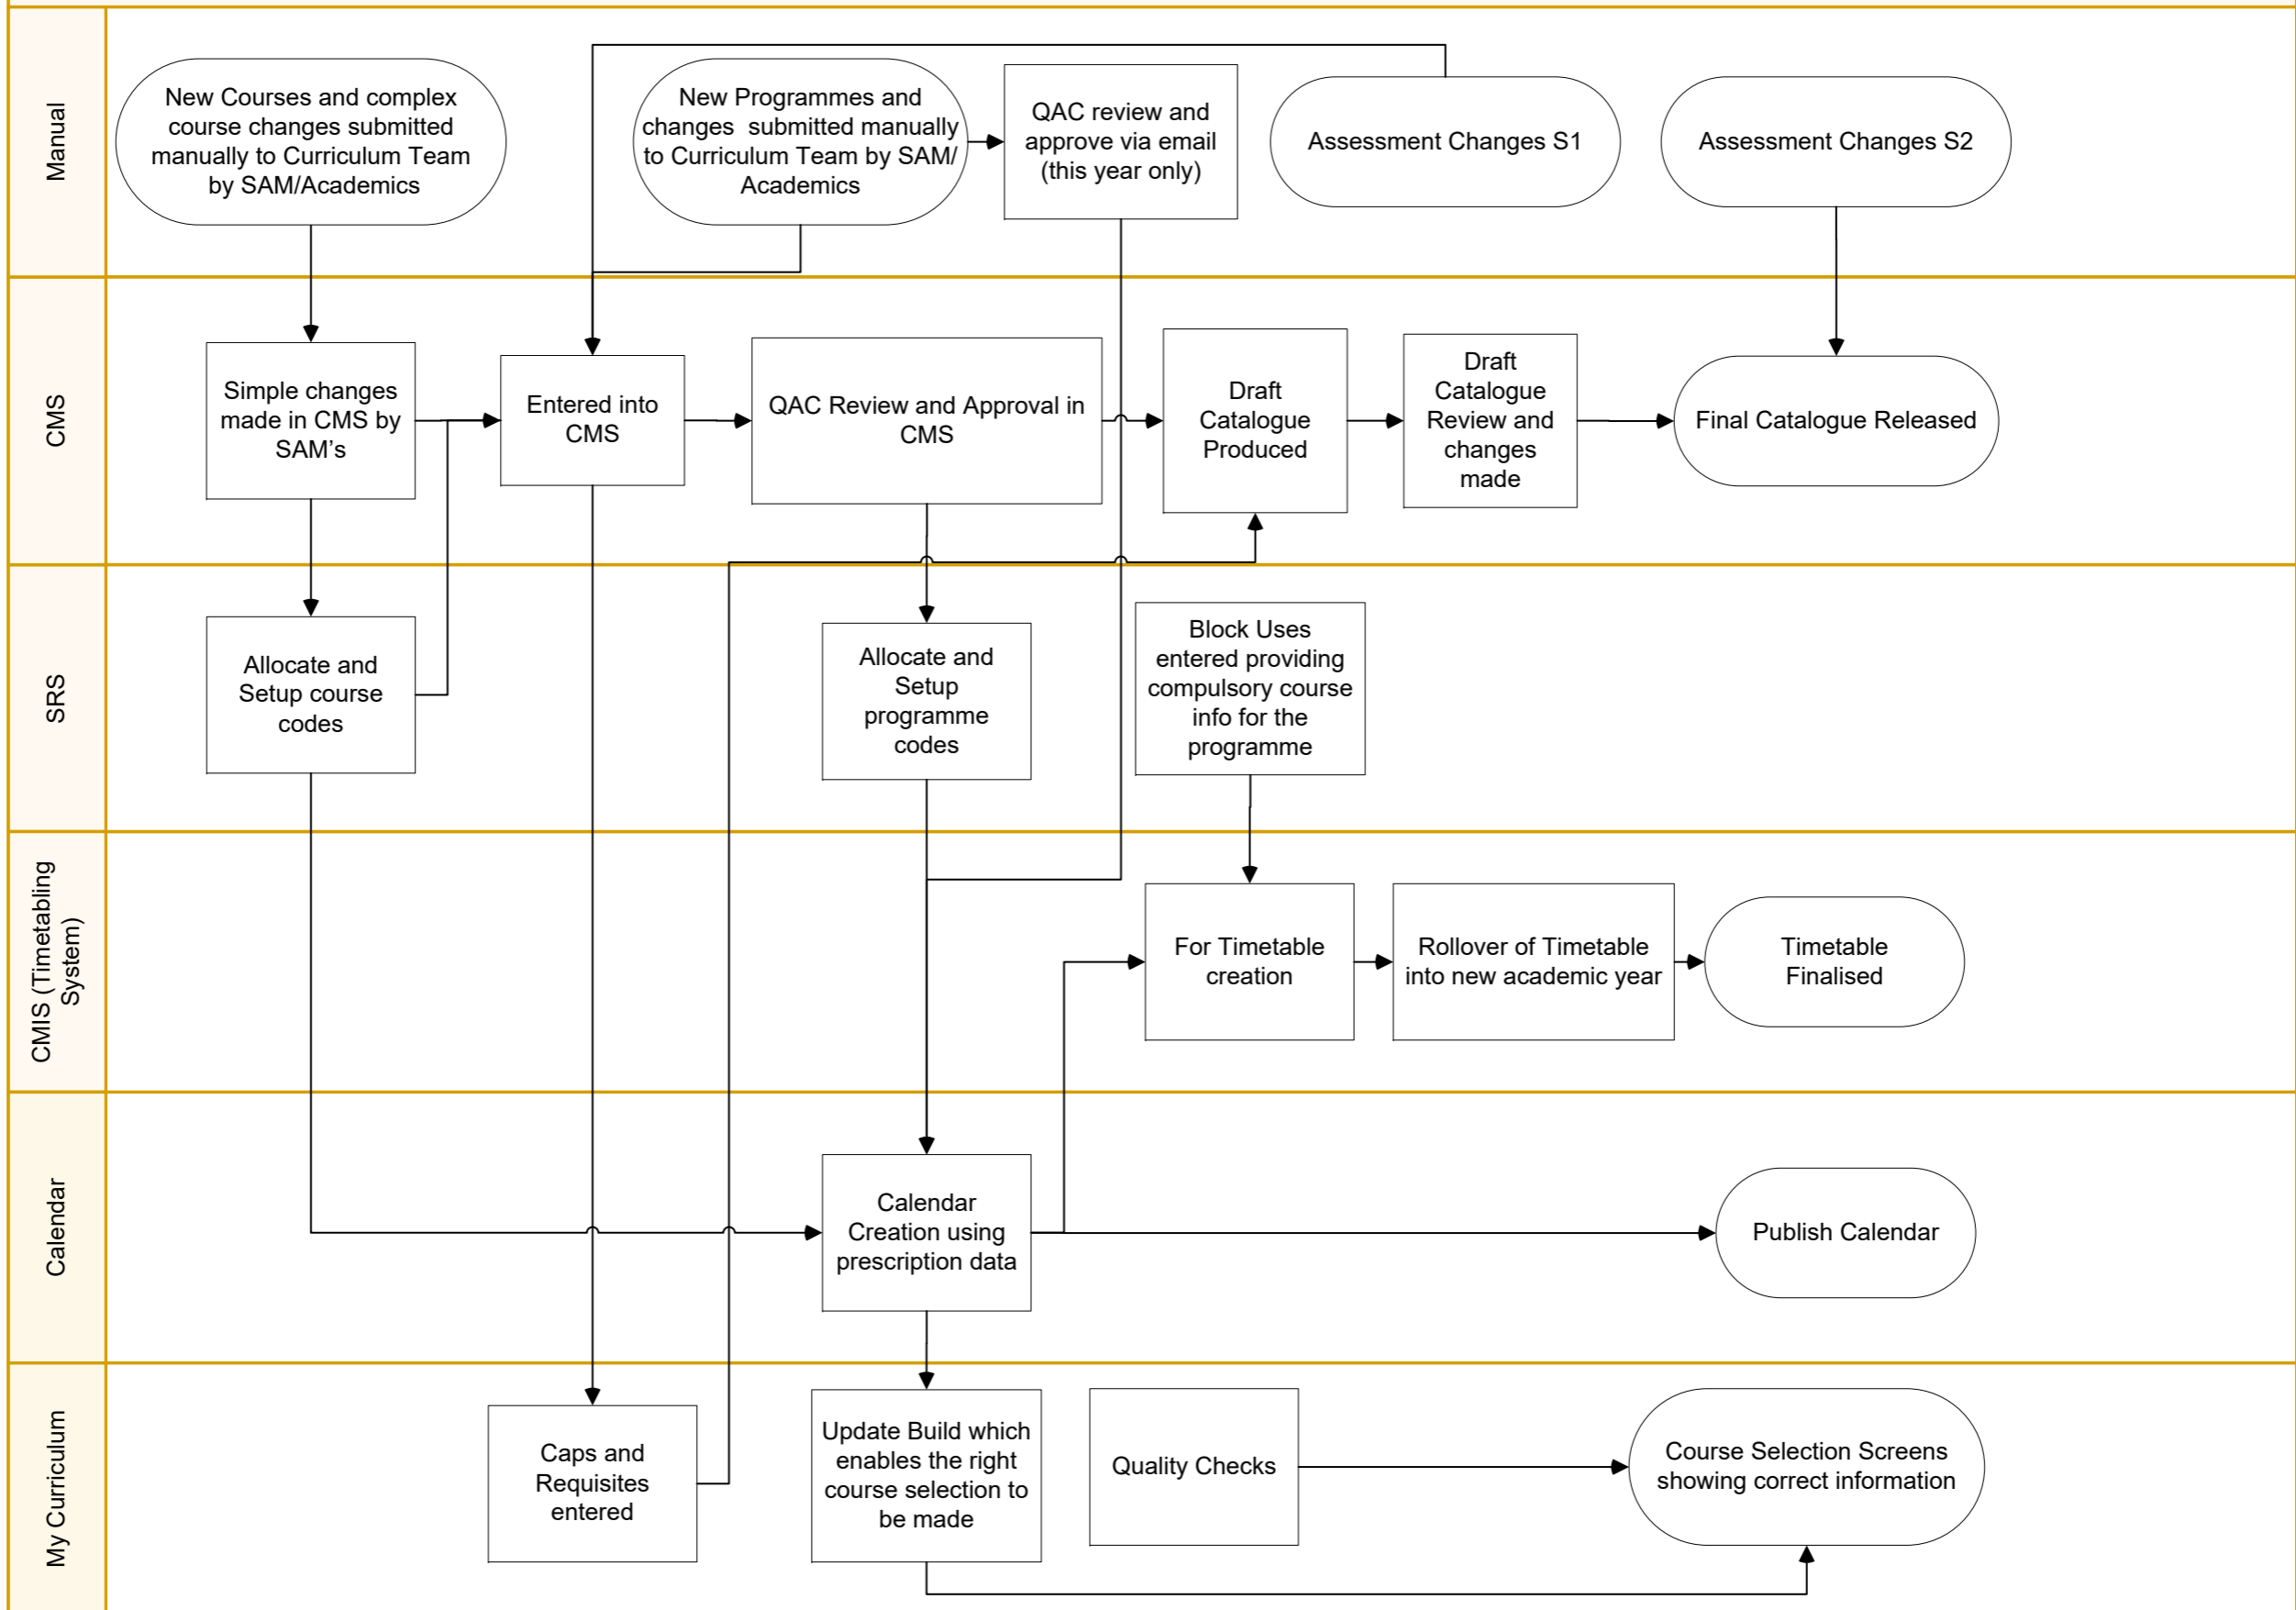 Manual
New Courses and complex
course changes submitted
manually to Curriculum Team
by SAM/Academics
New Programmes and
changes  submitted manually
to Curriculum Team by SAM/
Academics
QAC review and
approve via email
(this year only)
Assessment Changes S1
Assessment Changes S2
CMS
Simple changes
made in CMS by
SAM’s
Entered into
CMS
QAC Review and Approval in
CMS
Draft
Catalogue
Produced
Draft
Catalogue
Review and
changes
made
Final Catalogue Released
SRS
Allocate and
Setup course
codes
Allocate and
Setup
programme
codes
Block Uses
entered providing
compulsory course
info for the
programme
CMIS (Timetabling
System)
For Timetable
creation
Rollover of Timetable
into new academic year
Timetable
Finalised
Calendar
Calendar
Creation using
prescription data
Publish Calendar
My Curriculum
Caps and
Requisites
entered
Update Build which
enables the right
course selection to
be made
Quality Checks
Course Selection Screens
showing correct information